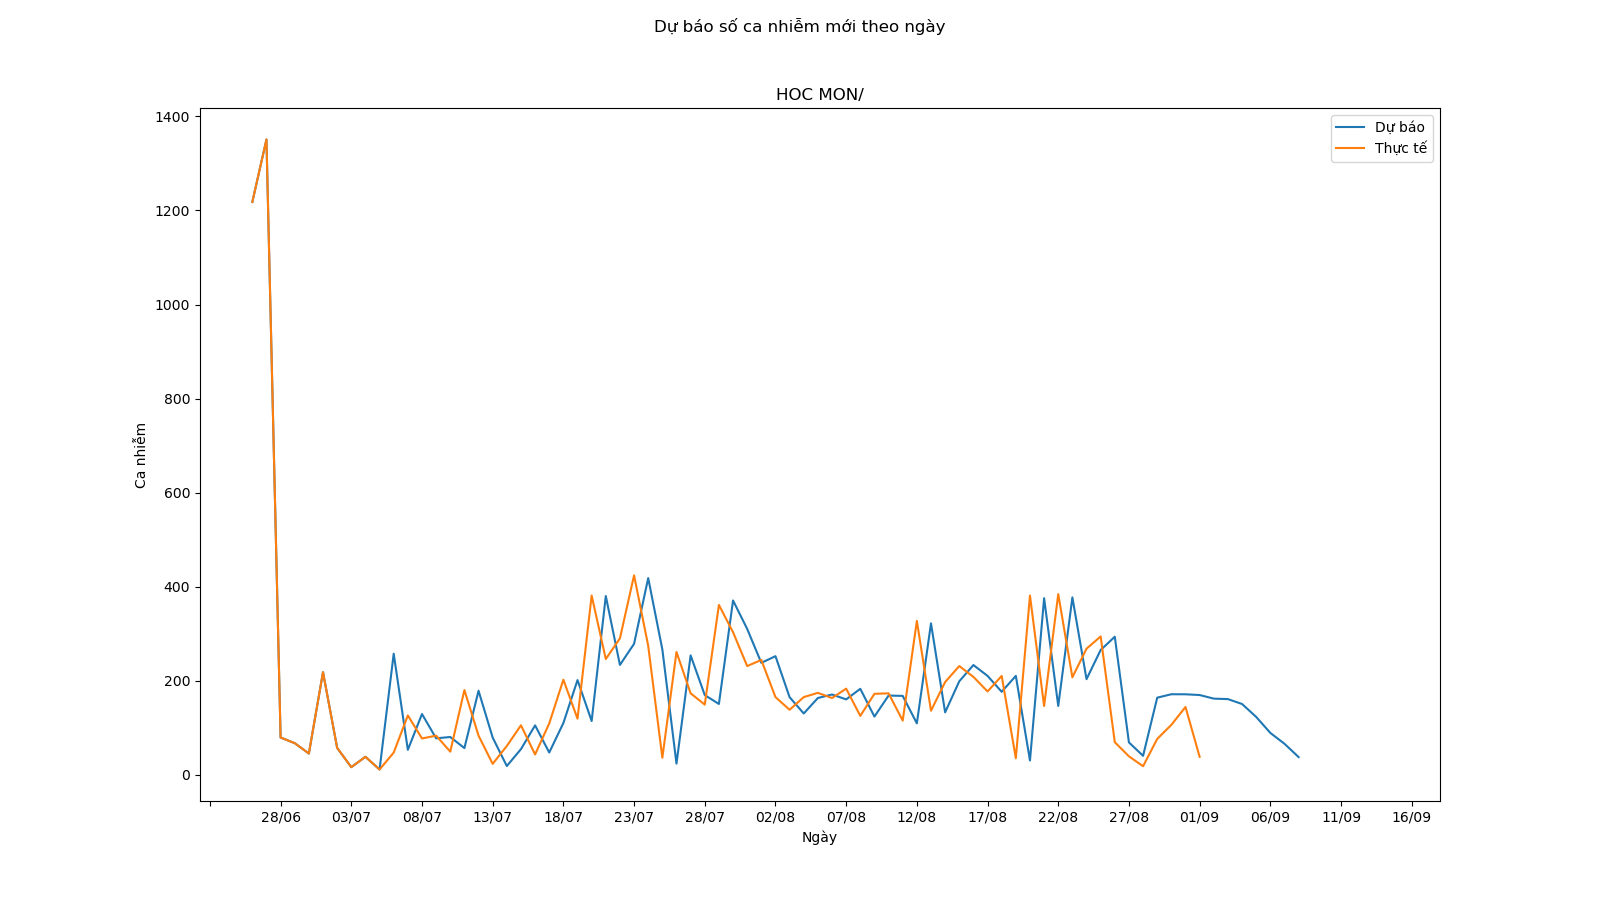 Dự báo số ca nhiễm mới theo ngày
HOC MON/
Dự báo
Thực tế
1400
1200
1000
800
600
400
200
0
Ca nhiễm
28/06 03/07 08/07 13/07 18/07 23/07 28/07 02/08 07/08 12/08 17/08 22/08 27/08 01/09 06/09 11/09 16/09
Ngày